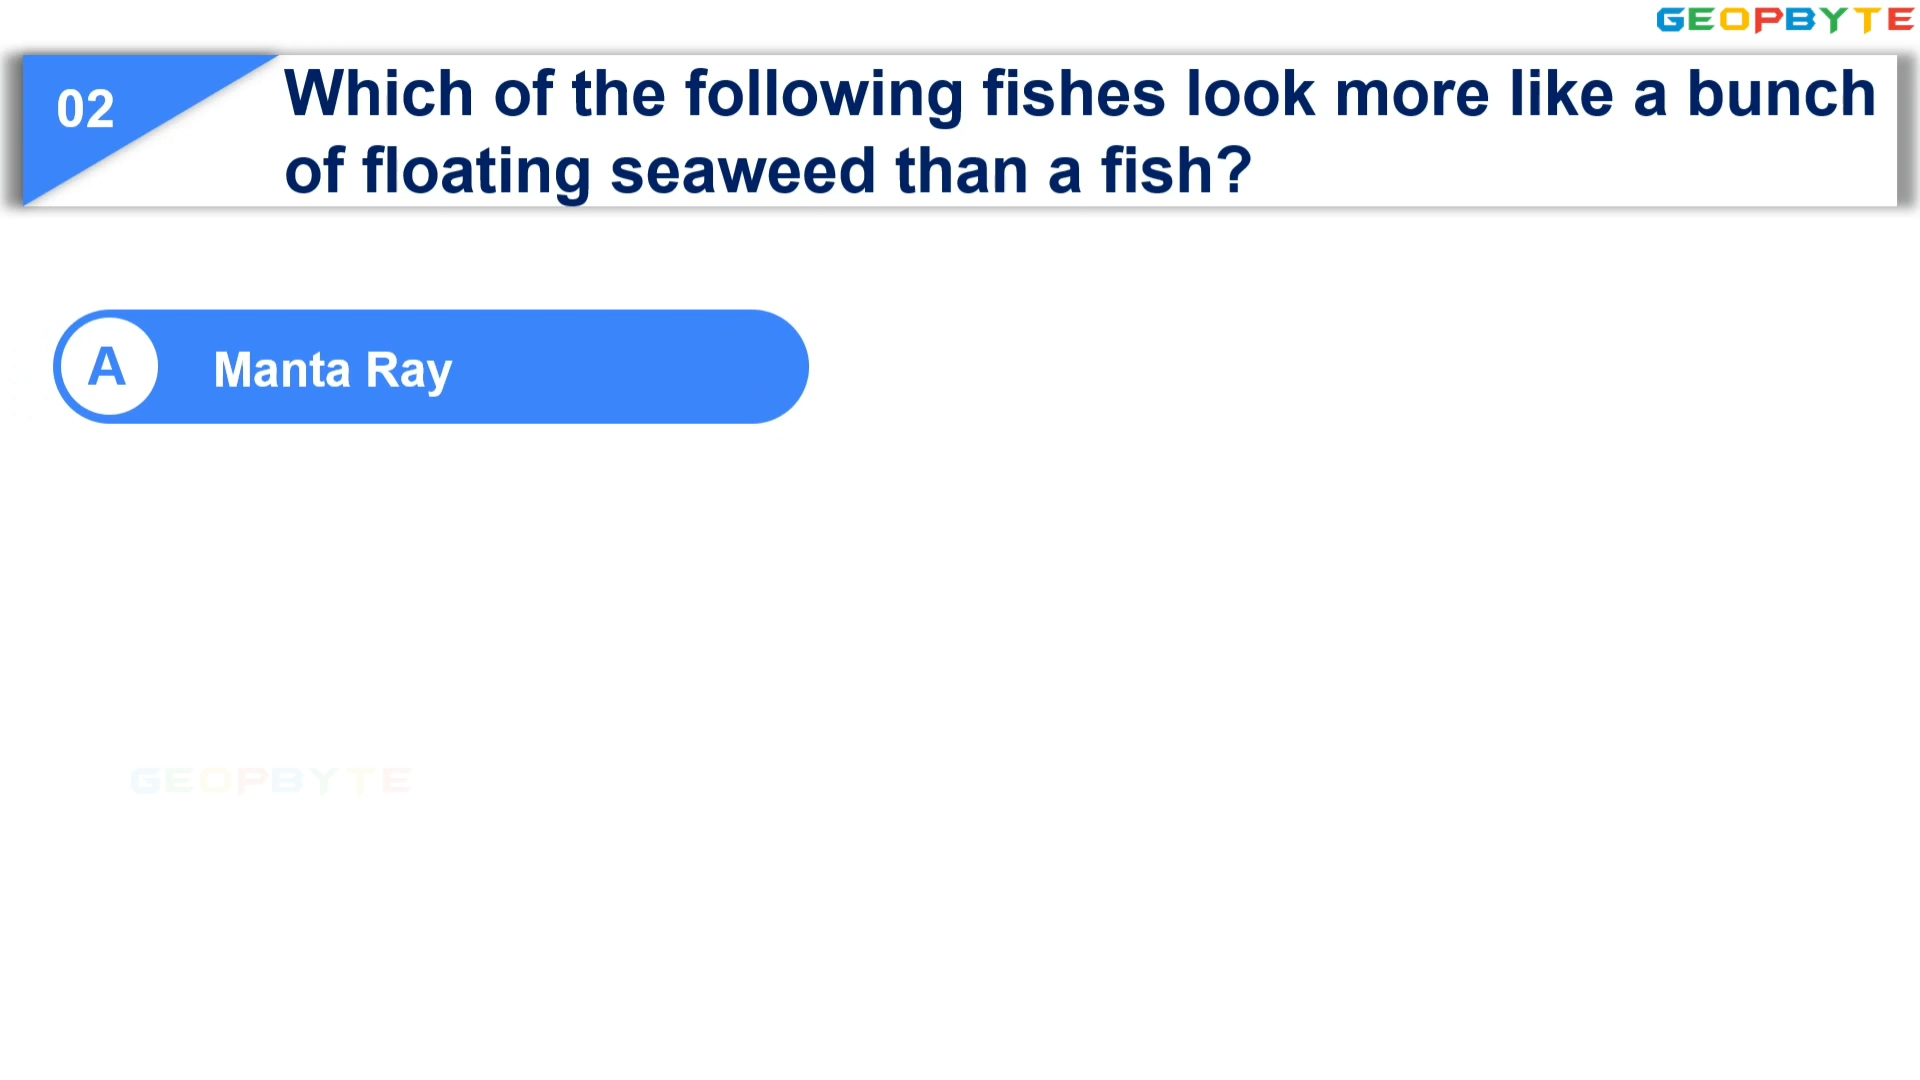 GEOPBYTE
02
Which of the following fishes look more like a bunch
of floating seaweed than a fish?
A
Manta Ray
GEOPBYTE